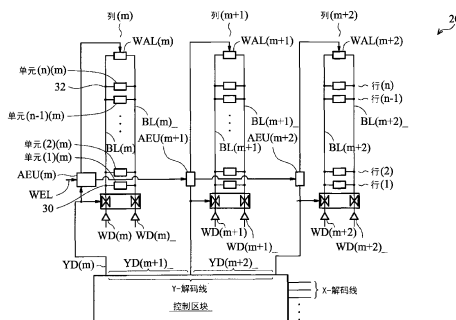 列(m)
列(m+1)
列(m+2)
20
WAL(m)
WAL(m+1)
WAL(m+2)
单元(n)(m)
32
行(n)
单元(n-1)(m)
行(n-1)
BL(m)_
BL(m+1)_
BL(m+2)_
AEU(m+1)
AEU(m+2)
BL(m)
BL(m+1)
BL(m+2)
单元(2)(m)
单元(1)(m)
行(2)
AEU(m)
行(1)
WEL
30
WD(m)
WD(m)_
WD(m+1)
WD(m+1)_
WD(m+2)
WD(m+2)_
YD(m)
YD(m+1)_
YD(m+2)
Y-解码线
控制区块
X-解码线